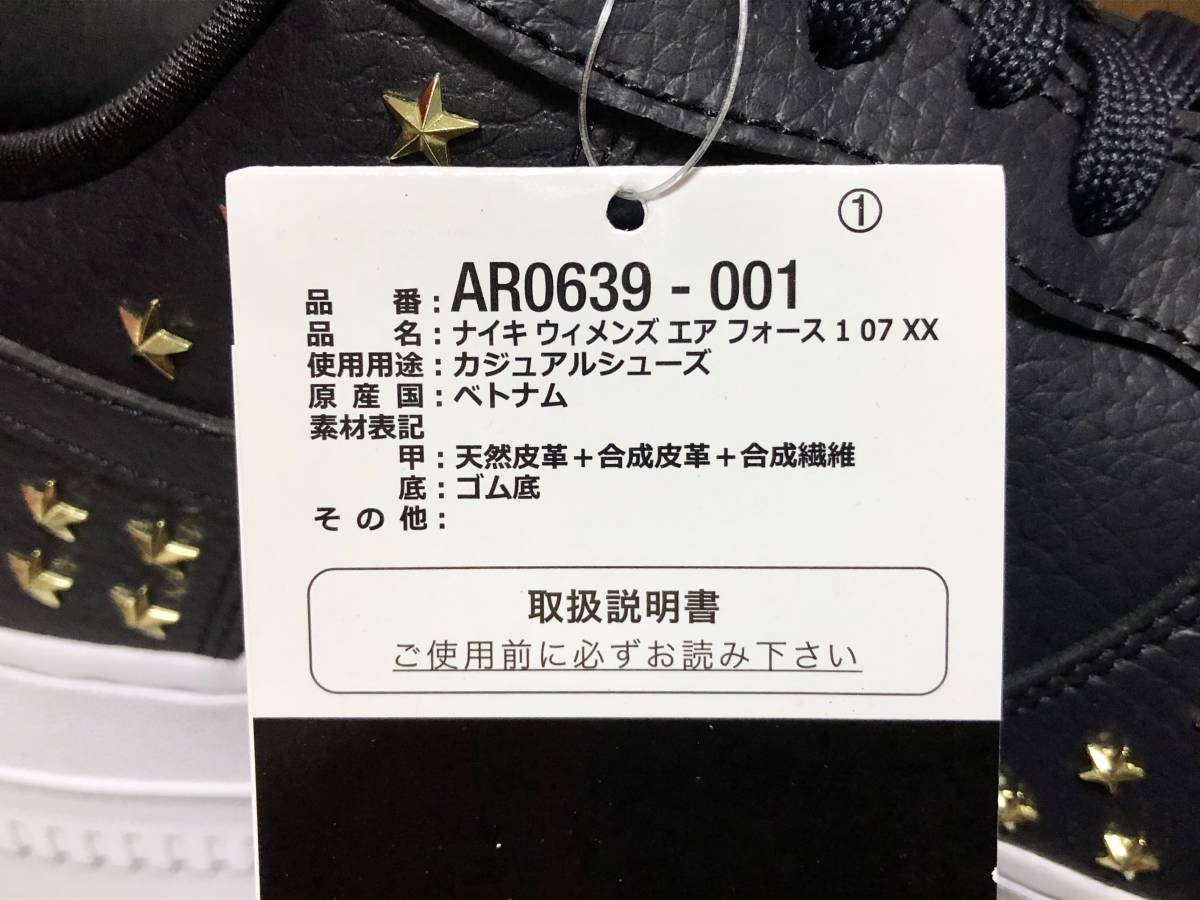 ①
品番：AR0639 - 001
品名：ナイキ ウィメンズ エア フォース 1 07 XX
使用用途：カジュアルシューズ
原産国：ベトナム
素材表記
甲：天然皮革＋合成皮革＋合成繊維
底：ゴム底
その他：
取扱説明書
ご使用前に必ずお読み下さい